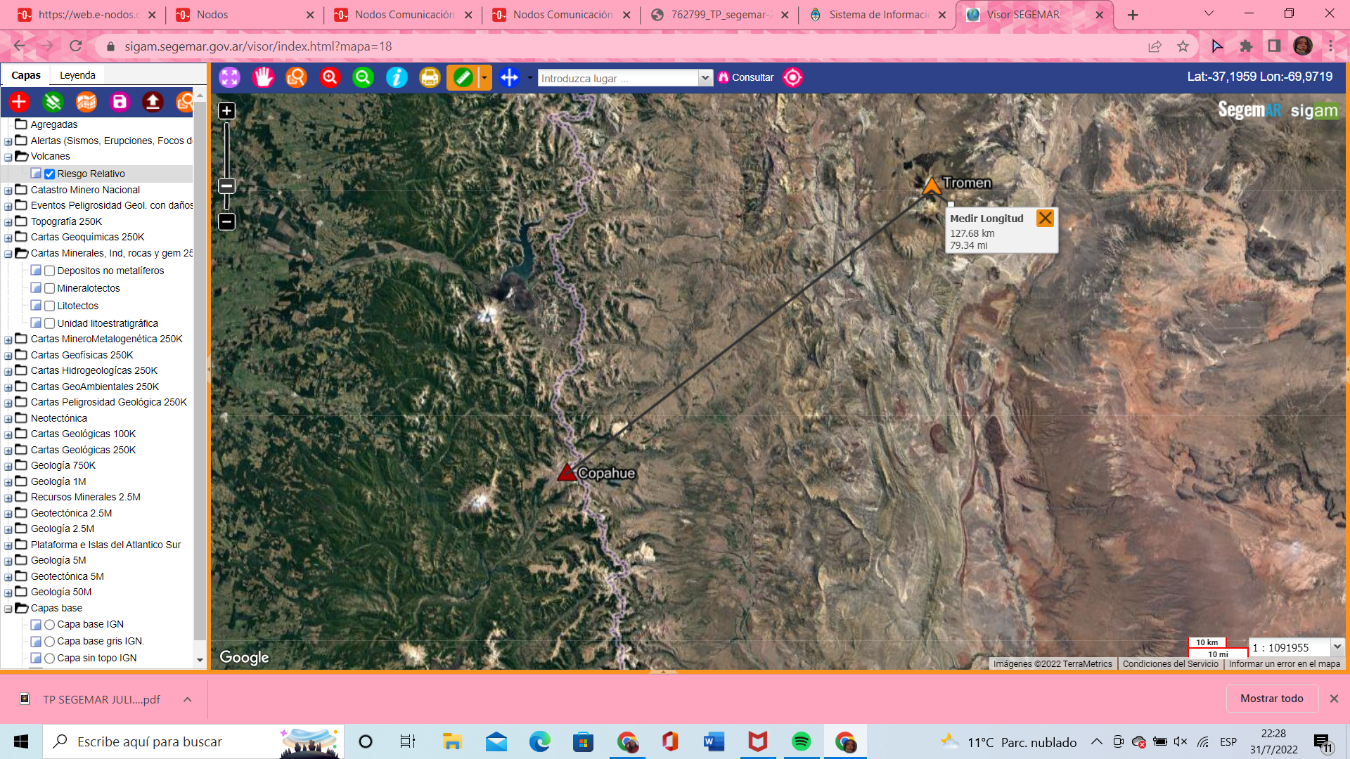 https://web.e-nodos.c
Nodos
Nodos Comunicación
Nodos Comunicación
762799_TP_segemar-
Sistema de Informaci
Visor SEGEMAR
sigam.segemar.gov.ar/visor/index.html?mapa=18
Capas
Leyenda
Introduzca lugar ...
Consultar
Lat:-37,1959 Lon:-69,9719
SegemAR sigam
Agregadas
Alertas (Sismos, Erupciones, Focos d
Volcanes
Riesgo Relativo
Catastro Minero Nacional
Eventos Peligrosidad Geol. con daños
Topografía 250K
Cartas Geoquímicas 250K
Cartas Minerales, Ind, rocas y gem 25
Depositos no metalíferos
Mineralotectos
Litotectos
Unidad litoestratigráfica
Cartas MineroMetalogenética 250K
Cartas Geofísicas 250K
Cartas Hidrogeologícas 250K
Cartas GeoAmbientales 250K
Cartas Peligrosidad Geológica 250K
Neotectónica
Cartas Geológicas 100K
Cartas Geológicas 250K
Geología 750K
Geología 1M
Recursos Minerales 2.5M
Geotectónica 2.5M
Geología 2.5M
Plataforma e Islas del Atlantico Sur
Geología 5M
Geotectónica 5M
Geología 50M
Capas base
Capa base IGN
Capa base gris IGN.
Capa sin topo IGN
Tromen
Medir Longitud
127.68 km
79.34 mi
Copahue
Google
10 km
10 mi
1 : 1091955
Imágenes ©2022 TerraMetrics
Condiciones del Servicio
Informar un error en el mapa
TP SEGEMAR JULI....pdf
Mostrar todo
Escribe aquí para buscar
11°C Parc. nublado
ESP
22:28
31/7/2022
11